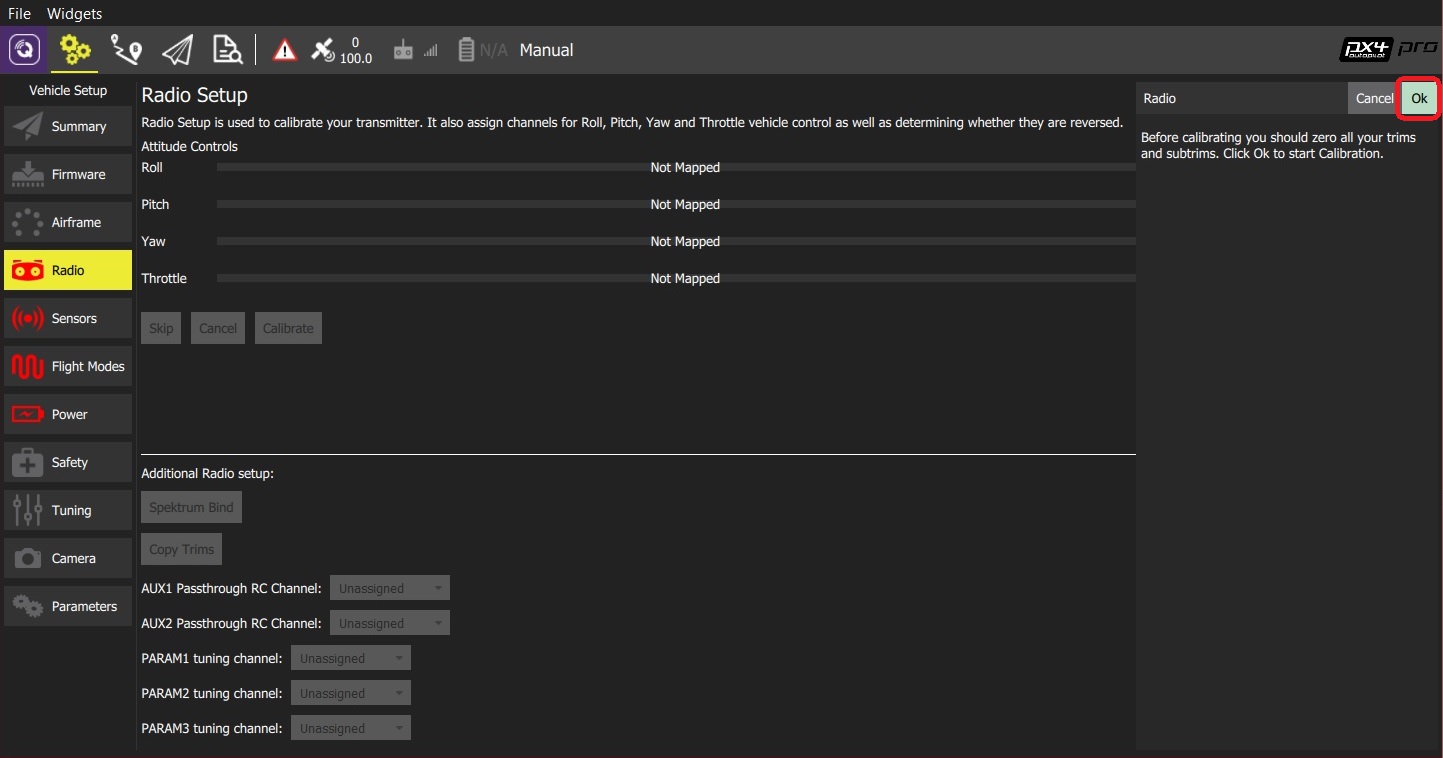 File Widgets
0
100.0
N/A Manual
px4 pro
autopilot
Vehicle Setup
Summary
Firmware
Airframe
Radio
Sensors
Flight Modes
Power
Safety
Tuning
Camera
Parameters
Radio Setup
Radio Setup is used to calibrate your transmitter. It also assign channels for Roll, Pitch, Yaw and Throttle vehicle control as well as determining whether they are reversed.
Attitude Controls
Roll Not Mapped
Pitch Not Mapped
Yaw Not Mapped
Throttle Not Mapped
Skip Cancel Calibrate
Additional Radio setup:
Spektrum Bind
Copy Trims
AUX1 Passthrough RC Channel: Unassigned
AUX2 Passthrough RC Channel: Unassigned
PARAM1 tuning channel: Unassigned
PARAM2 tuning channel: Unassigned
PARAM3 tuning channel: Unassigned
Radio Cancel Ok
Before calibrating you should zero all your trims
and subtrims. Click Ok to start Calibration.